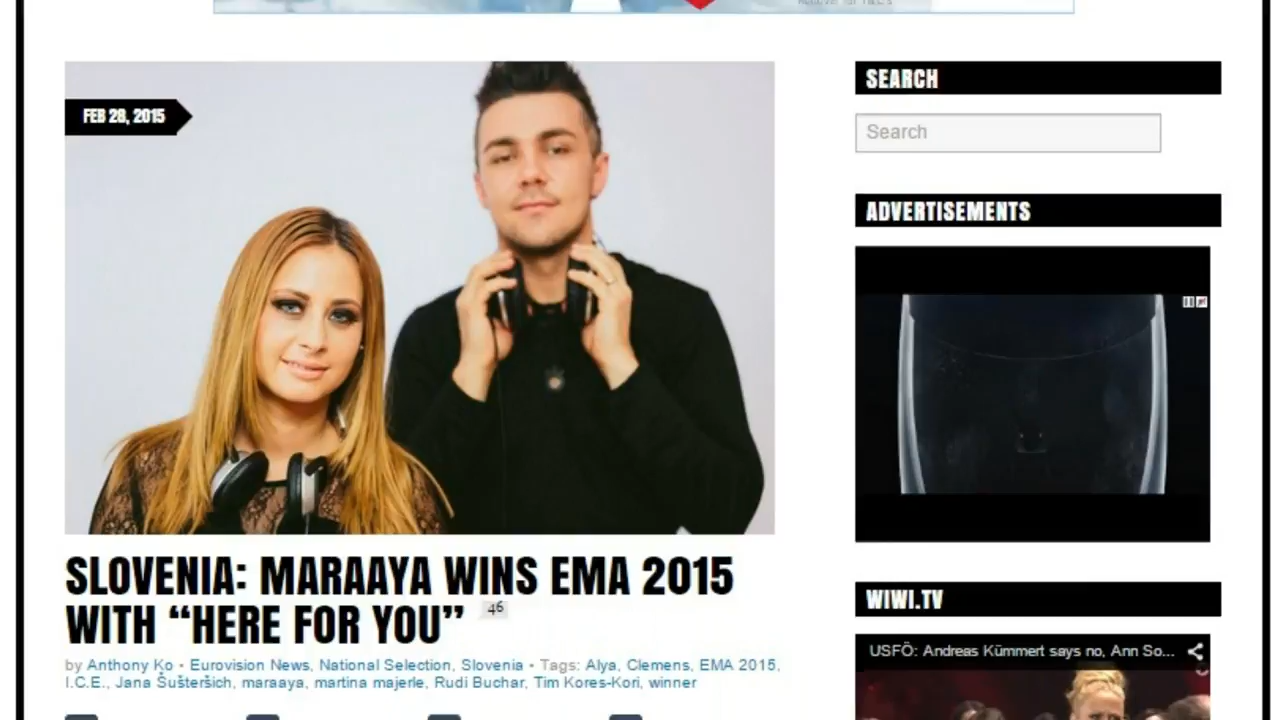 FEB 28, 2015
SLOVENIA: MARAAYA WINS EMA 2015
WITH “HERE FOR YOU” 46
by Anthony Ko • Eurovision News, National Selection, Slovenia • Tags: Alya, Clemens, EMA 2015,
I.C.E., Jana Šušteršich, maraaya, martina majerle, Rudi Buchar, Tim Kores-Kori, winner
SEARCH
Search
ADVERTISEMENTS
WIWI.TV
USFÖ: Andreas Kümmert says no, Ann So...